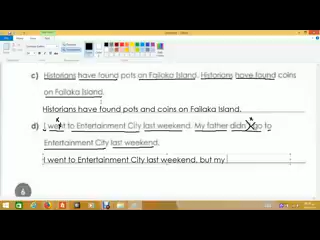 c) Historians have found pots on Failaka Island. Historians have found coins
on Failaka Island.
Historians have found pots and coins on Failaka Island.
d) I went to Entertainment City last weekend. My father didn't go to
Entertainment City last weekend.
I went to Entertainment City last weekend, but my
6